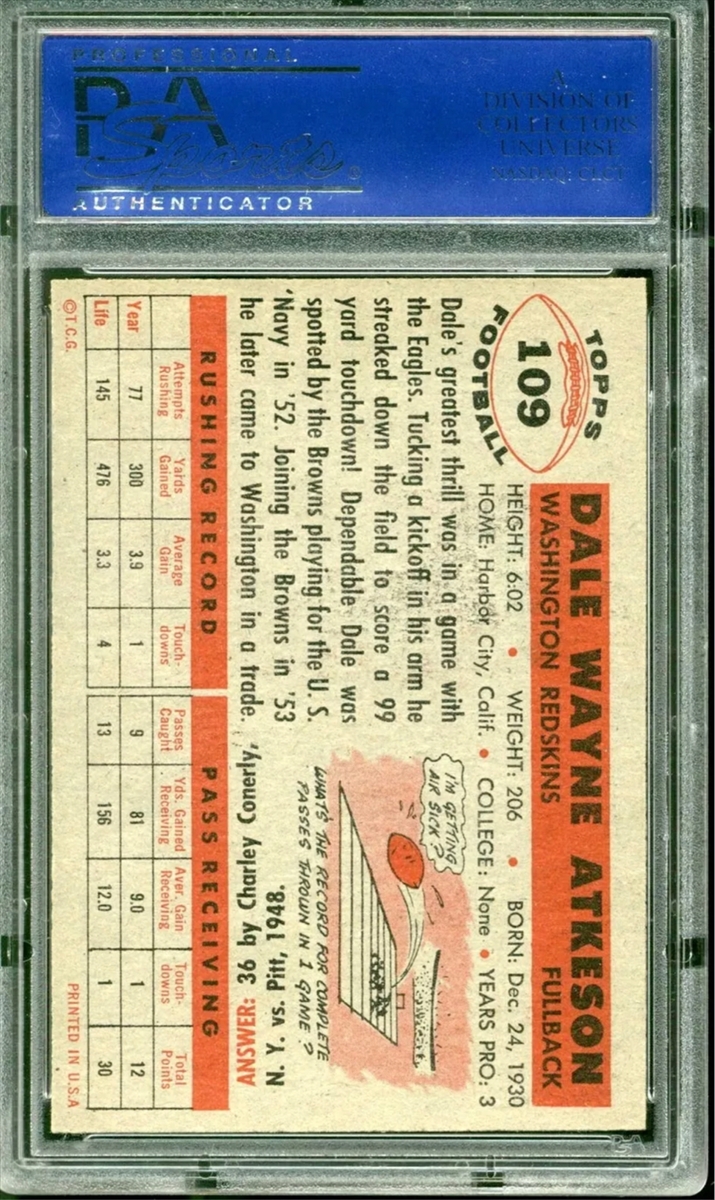 PROFESSIONAL
PSA
Sports
®
AUTHENTICATOR
A
DIVISION OF
COLLECTORS
UNIVERSE
NASDAQ: CLCT
TOPPS
109
FOOTBALL
DALE WAYNE ATKESON
WASHINGTON REDSKINS FULLBACK
HEIGHT: 6:02 • WEIGHT: 206 • BORN: Dec. 24, 1930
HOME: Harbor City, Calif. • COLLEGE: None • YEARS PRO: 3
Dale's greatest thrill was in a game with
the Eagles. Tucking a kickoff in his arm he
streaked down the field to score a 99
yard touchdown! Dependable Dale was
spotted by the Browns playing for the U. S.
Navy in '52. Joining the Browns in '53
he later came to Washington in a trade.
I'M GETTING
AIR SICK?
WHAT'S THE RECORD FOR COMPLETE
PASSES THROWN IN 1 GAME?
ANSWER: 36 by Charley Conerly,
N. Y. vs. Pitt, 1948.
RUSHING RECORD PASS RECEIVING
Attempts Rushing Yards Gained Average Gain Touch-downs Passes Caught Yds. Gained Receiving Aver. Gain Receiving Touch-downs Total Points
Year 77 300 3.9 1 9 81 9.0 1 12
Life 145 476 3.3 4 13 156 12.0 1 30
©T.C.G. PRINTED IN U.S.A